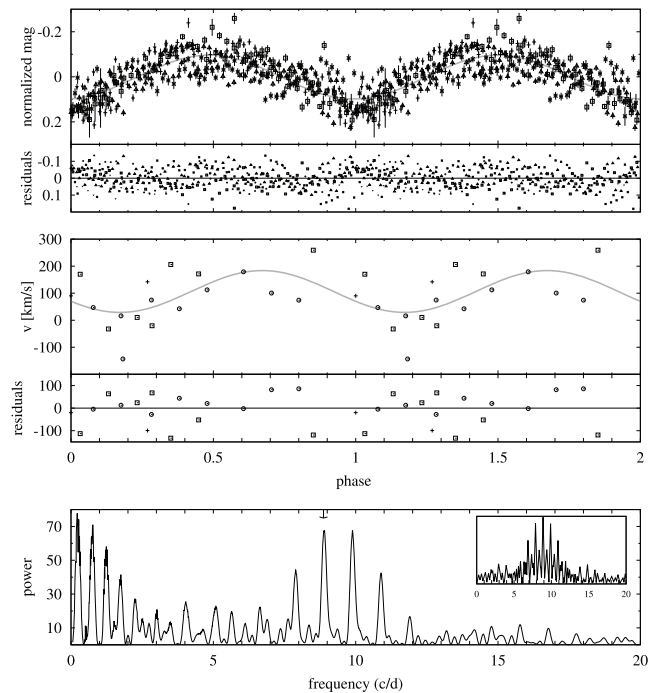 -0.2
0
0.2
normalized mag
-0.1
0
0.1
residuals
300
200
100
0
-100
v [km/s]
100
0
-100
residuals
0 0.5 1 1.5 2
phase
70
50
30
10
power
0 5 10 15 20
0 5 10 15 20
frequency (c/d)